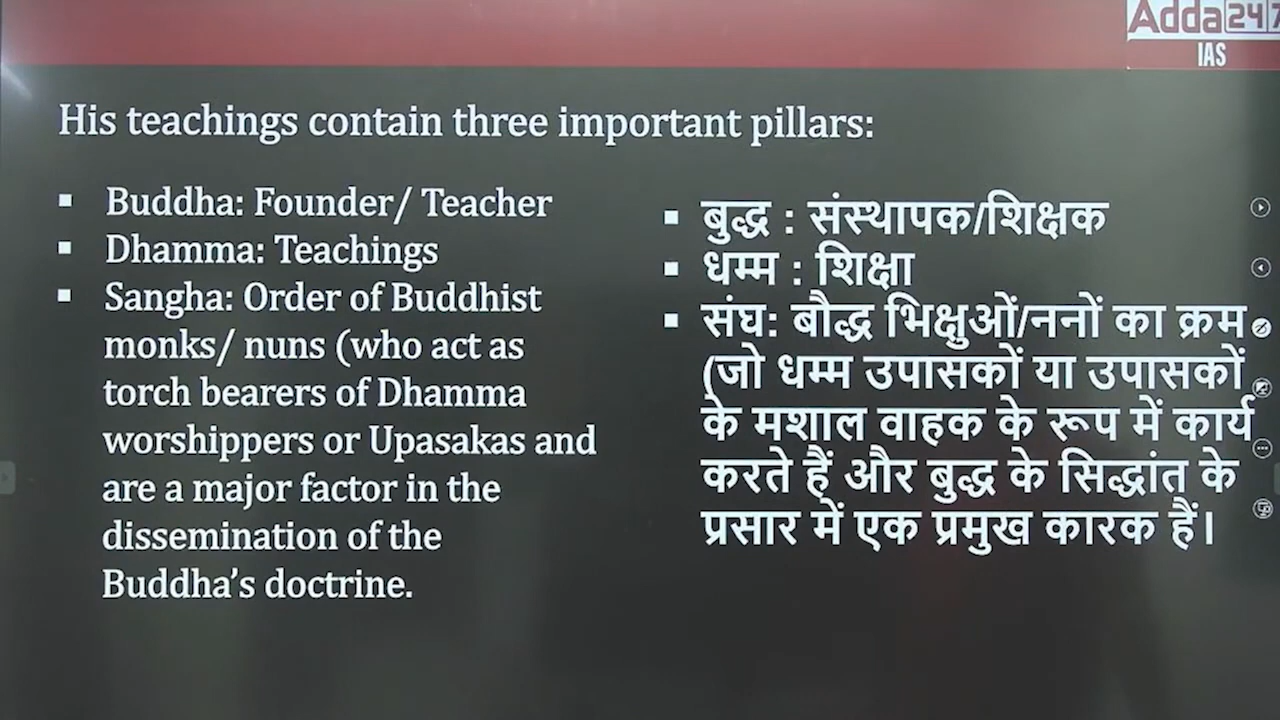 Adda247
IAS
His teachings contain three important pillars:
▪ Buddha: Founder/ Teacher
▪ Dhamma: Teachings
▪ Sangha: Order of Buddhist
monks/ nuns (who act as
torch bearers of Dhamma
worshippers or Upasakas and
are a major factor in the
dissemination of the
Buddha’s doctrine.
▪ बुद्ध : संस्थापक/शिक्षक
▪ धम्म : शिक्षा
▪ संघ: बौद्ध भिक्षुओं/ननों का क्रम
(जो धम्म उपासकों या उपासकों
के मशाल वाहक के रूप में कार्य
करते हैं और बुद्ध के सिद्धांत के
प्रसार में एक प्रमुख कारक हैं।